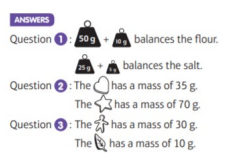 ANSWERS
Question 1: 50 g + 10 g balances the flour.
25 g + g balances the salt.
Question 2: The has a mass of 35 g.
The has a mass of 70 g.
Question 3: The has a mass of 30 g.
The has a mass of 10 g.